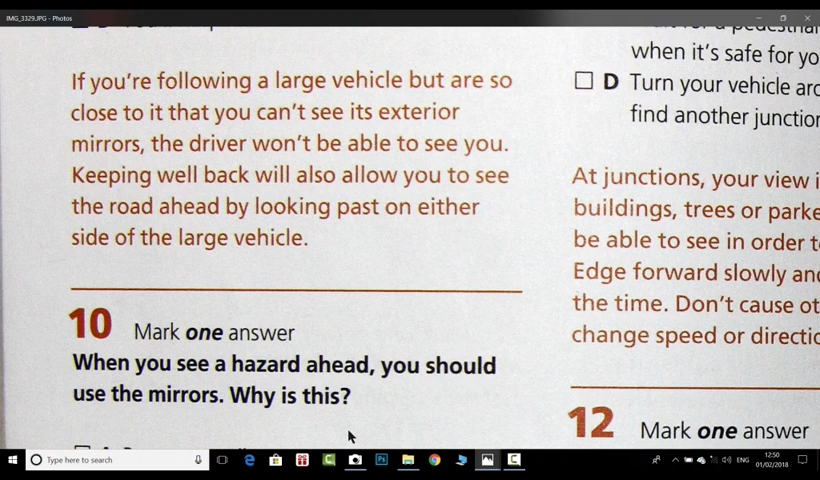 IMG_3329.JPG - Photos
If you're following a large vehicle but are so
close to it that you can't see its exterior
mirrors, the driver won't be able to see you.
Keeping well back will also allow you to see
the road ahead by looking past on either
side of the large vehicle.
10 Mark one answer
When you see a hazard ahead, you should
use the mirrors. Why is this?
when it's safe for yo
D Turn your vehicle aro
find another junction
At junctions, your view i
buildings, trees or parke
be able to see in order to
Edge forward slowly and
the time. Don't cause ot
change speed or directio
12 Mark one answer
Type here to search
ENG
12:50
01/02/2018